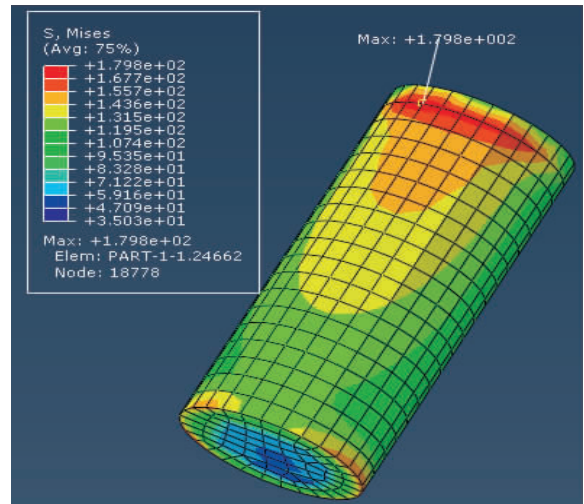 S, Mises
(Avg: 75%)
+1.798e+02
+1.677e+02
+1.557e+02
+1.436e+02
+1.315e+02
+1.195e+02
+1.074e+02
+9.535e+01
+8.328e+01
+7.122e+01
+5.916e+01
+4.709e+01
+3.503e+01
Max: +1.798e+02
Elem: PART-1-1.24662
Node: 18778
Max: +1.798e+002